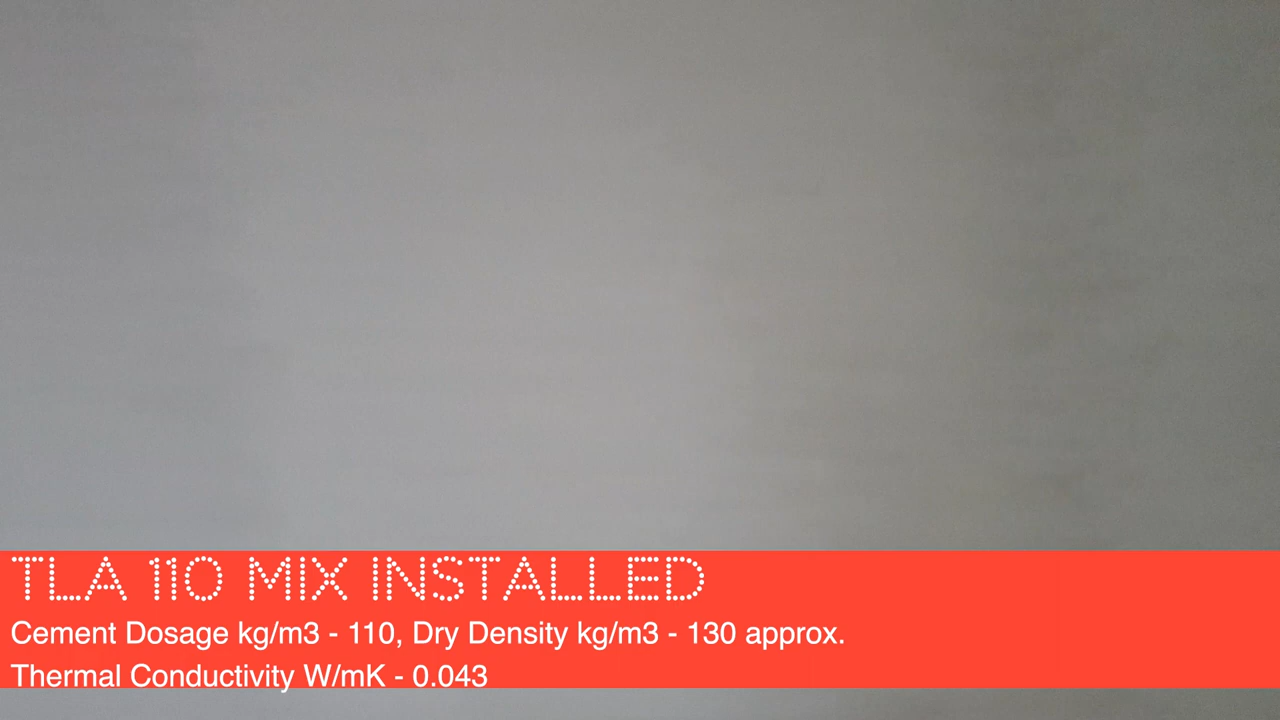 TLA 110 MIX INSTALLED
Cement Dosage kg/m3 - 110, Dry Density kg/m3 - 130 approx.
Thermal Conductivity W/mK - 0.043